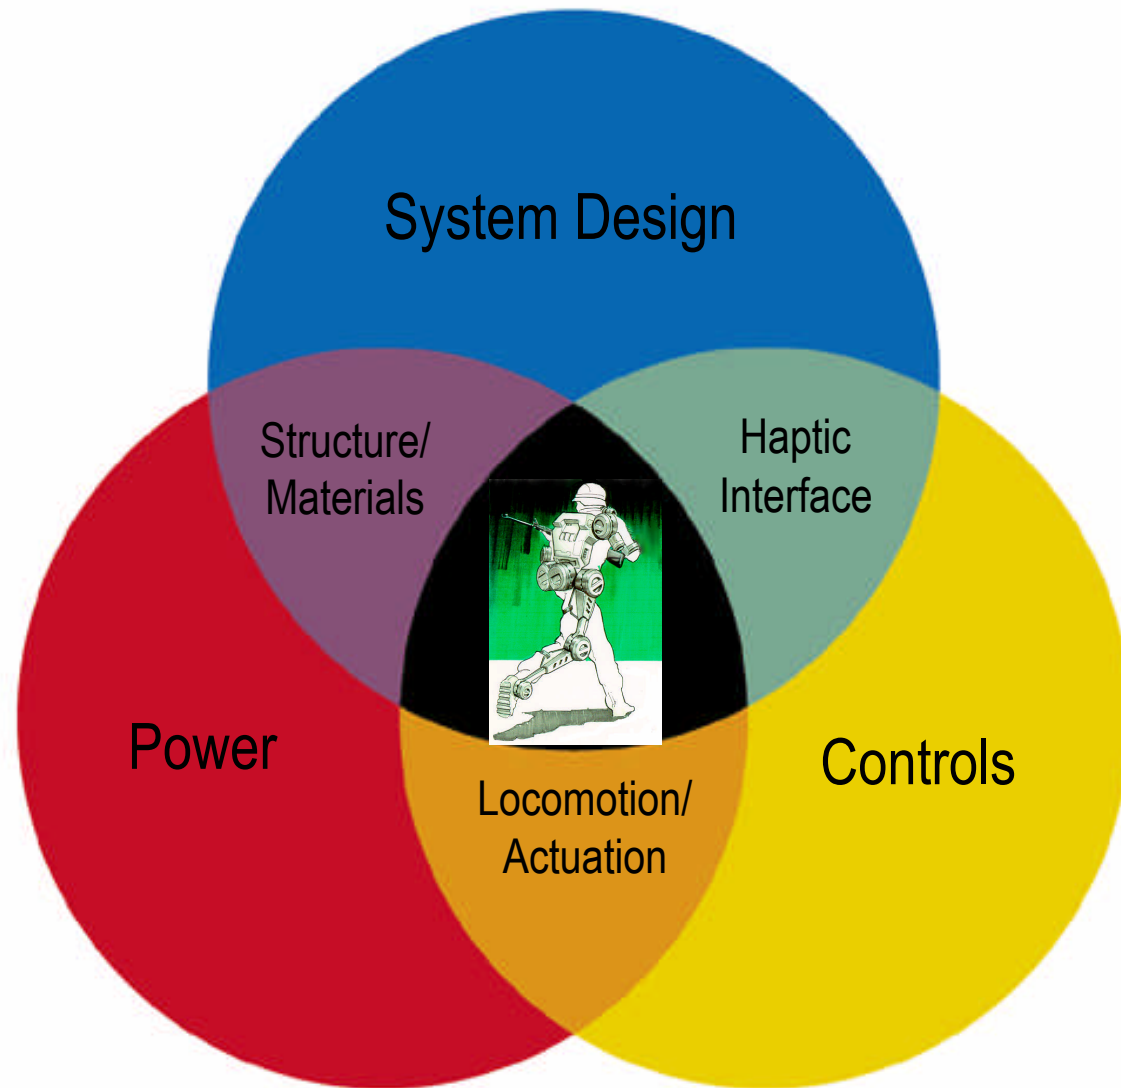 System Design
Structure/
Materials
Haptic
Interface
Power
Controls
Locomotion/
Actuation